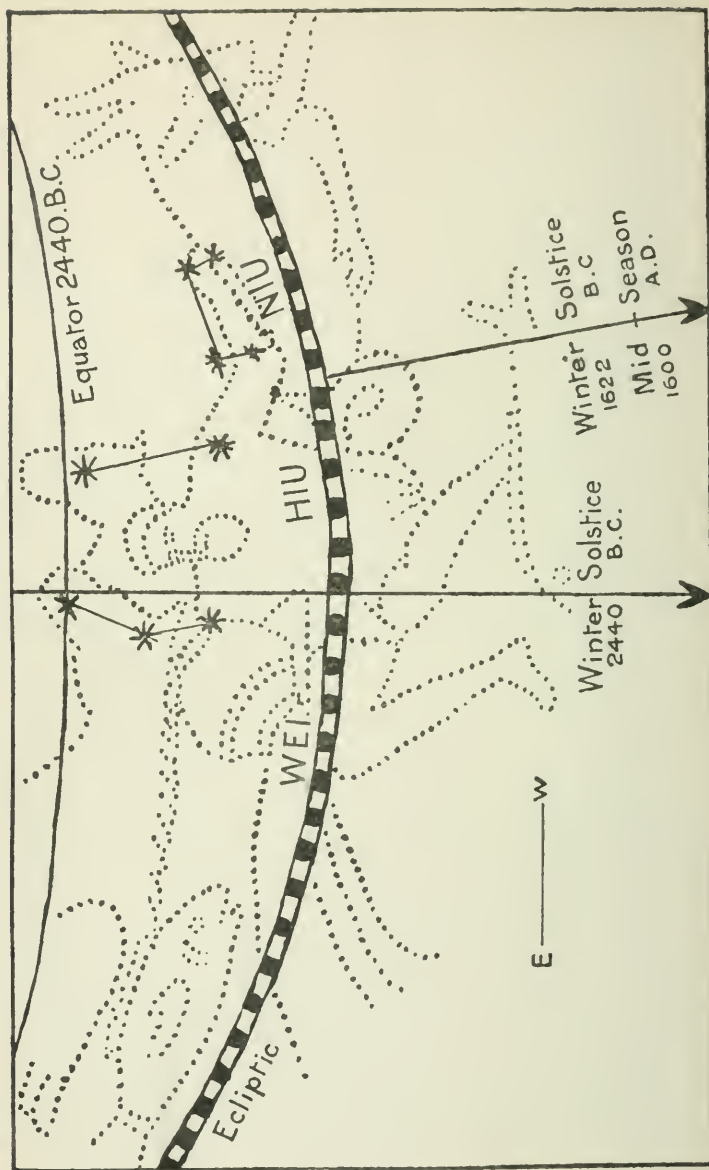 Equator 2440.B.C.
NIU
HIU
WEI.
Ecliptic
Winter Solstice
1622 B.C
Mid - Season
1600 A.D.
Winter Solstice
2440 B.C.
E W